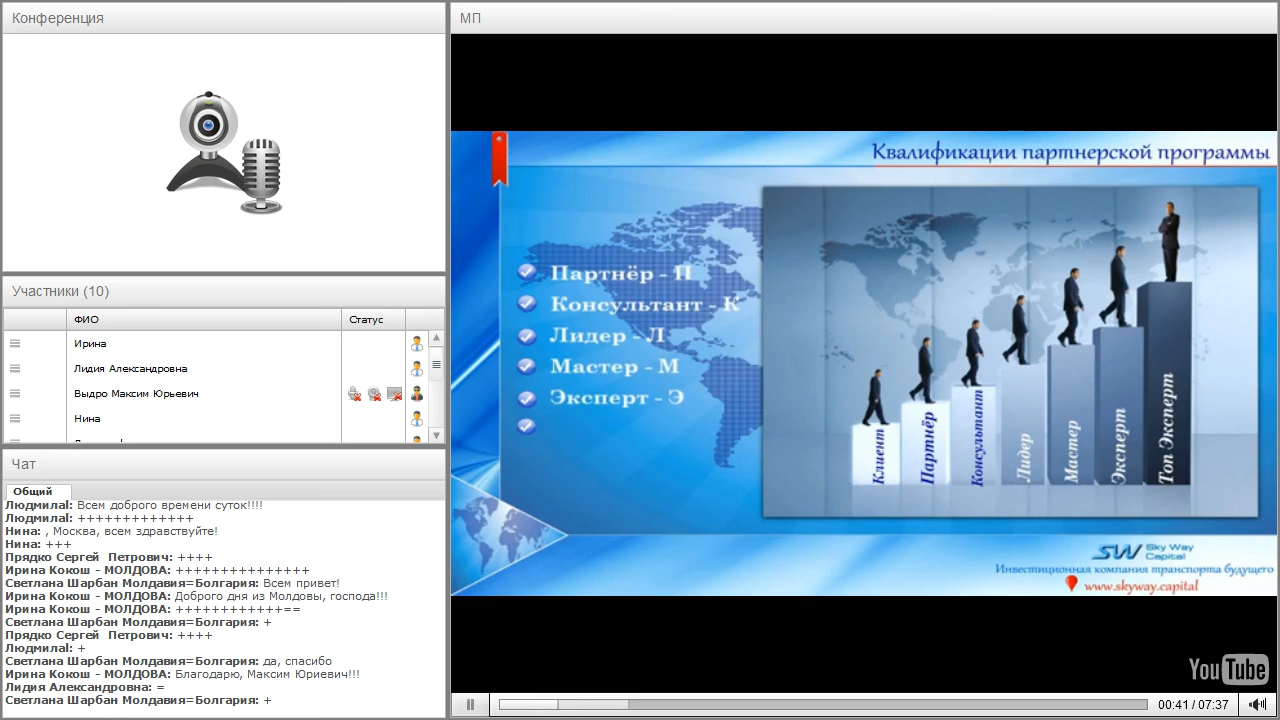 Конференция
МП
Квалификации партнерской программы
Партнёр - П
Консультант - К
Лидер - Л
Мастер - М
Эксперт - Э
Клиент
Партнёр
Консультант
Лидер
Мастер
Эксперт
Топ Эксперт
SW Sky Way
Capital
Инвестиционная компания транспорта будущего
www.skyway.capital
YouTube
00:41 / 07:37
Участники (10)
ФИО Статус
Ирина
Лидия Александровна
Выдро Максим Юрьевич
Нина
Чат
Общий
Людмилаl: Всем доброго времени суток!!!!
Людмилаl: +++++++++++++
Нина: , Москва, всем здравствуйте!
Нина: +++
Прядко Сергей  Петрович: ++++
Ирина Кокош - МОЛДОВА: +++++++++++++++
Светлана Шарбан Молдавия=Болгария: Всем привет!
Ирина Кокош - МОЛДОВА: Доброго дня из Молдовы, господа!!!
Ирина Кокош - МОЛДОВА: ++++++++++++==
Светлана Шарбан Молдавия=Болгария: +
Прядко Сергей  Петрович: ++++
Людмилаl: +
Светлана Шарбан Молдавия=Болгария: да, спасибо
Ирина Кокош - МОЛДОВА: Благодарю, Максим Юриевич!!!
Лидия Александровна: =
Светлана Шарбан Молдавия=Болгария: +